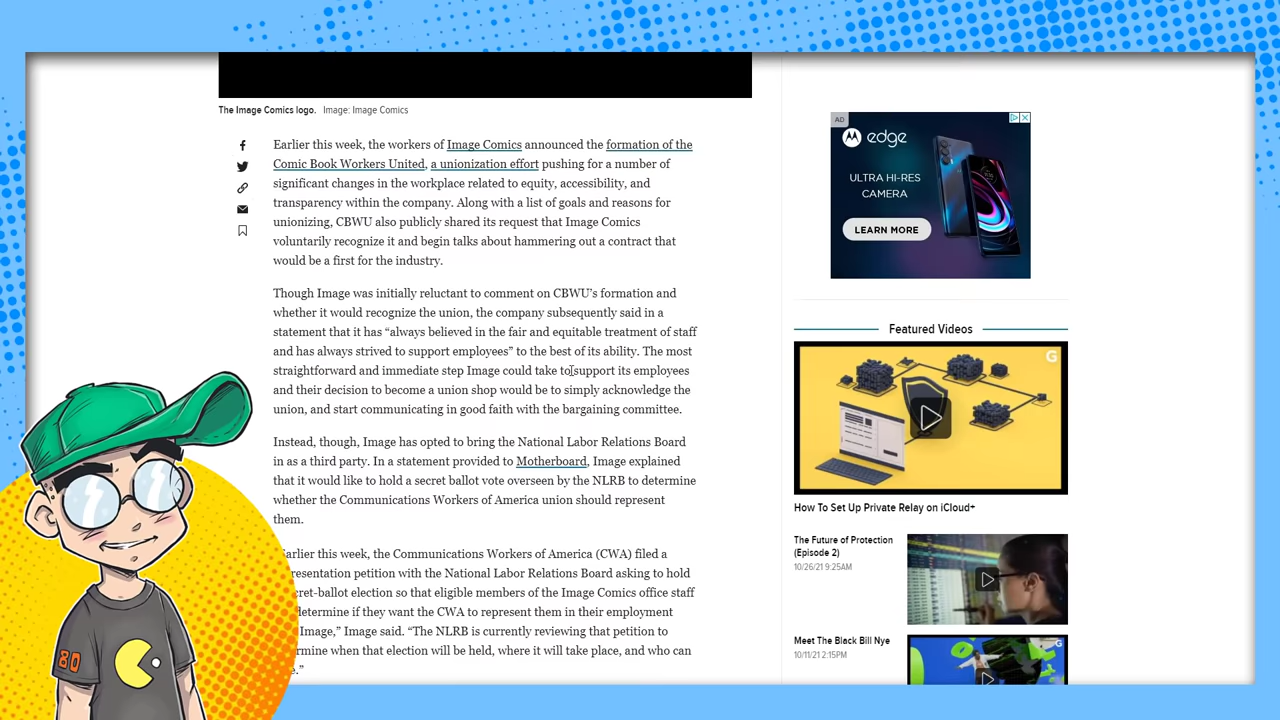 The Image Comics logo. Image: Image Comics
Earlier this week, the workers of Image Comics announced the formation of the
Comic Book Workers United, a unionization effort pushing for a number of
significant changes in the workplace related to equity, accessibility, and
transparency within the company. Along with a list of goals and reasons for
unionizing, CBWU also publicly shared its request that Image Comics
voluntarily recognize it and begin talks about hammering out a contract that
would be a first for the industry.
Though Image was initially reluctant to comment on CBWU's formation and
whether it would recognize the union, the company subsequently said in a
statement that it has “always believed in the fair and equitable treatment of staff
and has always strived to support employees” to the best of its ability. The most
straightforward and immediate step Image could take to support its employees
and their decision to become a union shop would be to simply acknowledge the
union, and start communicating in good faith with the bargaining committee.
Instead, though, Image has opted to bring the National Labor Relations Board
in as a third party. In a statement provided to Motherboard, Image explained
that it would like to hold a secret ballot vote overseen by the NLRB to determine
whether the Communications Workers of America union should represent
them.
arlier this week, the Communications Workers of America (CWA) filed a
resentation petition with the National Labor Relations Board asking to hold
ret-ballot election so that eligible members of the Image Comics office staff
etermine if they want the CWA to represent them in their employment
Image,” Image said. “The NLRB is currently reviewing that petition to
rmine when that election will be held, where it will take place, and who can
e.”
80
AD
edge
ULTRA HI-RES
CAMERA
LEARN MORE
Featured Videos
G
How To Set Up Private Relay on iCloud+
The Future of Protection
(Episode 2)
10/26/21 9:25AM
Meet The Black Bill Nye
10/11/21 2:15PM
G